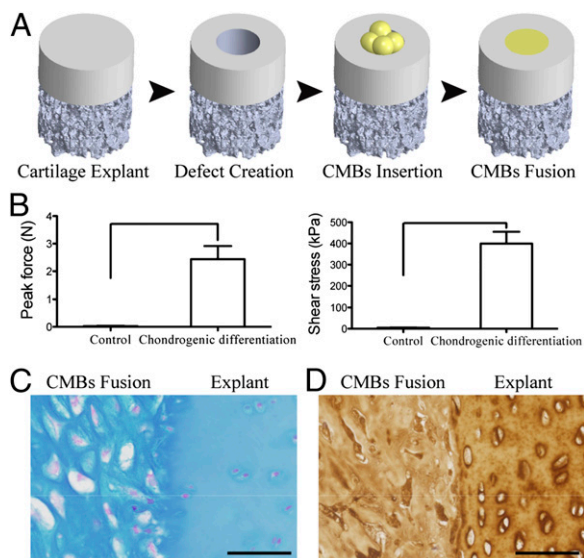 A
Cartilage Explant Defect Creation CMBs Insertion CMBs Fusion
B
Peak force (N)
4
3
2
1
0
Control Chondrogenic differentiation
Shear stress (kPa)
500
400
300
200
100
0
Control Chondrogenic differentiation
C
CMBs Fusion Explant
D
CMBs Fusion Explant